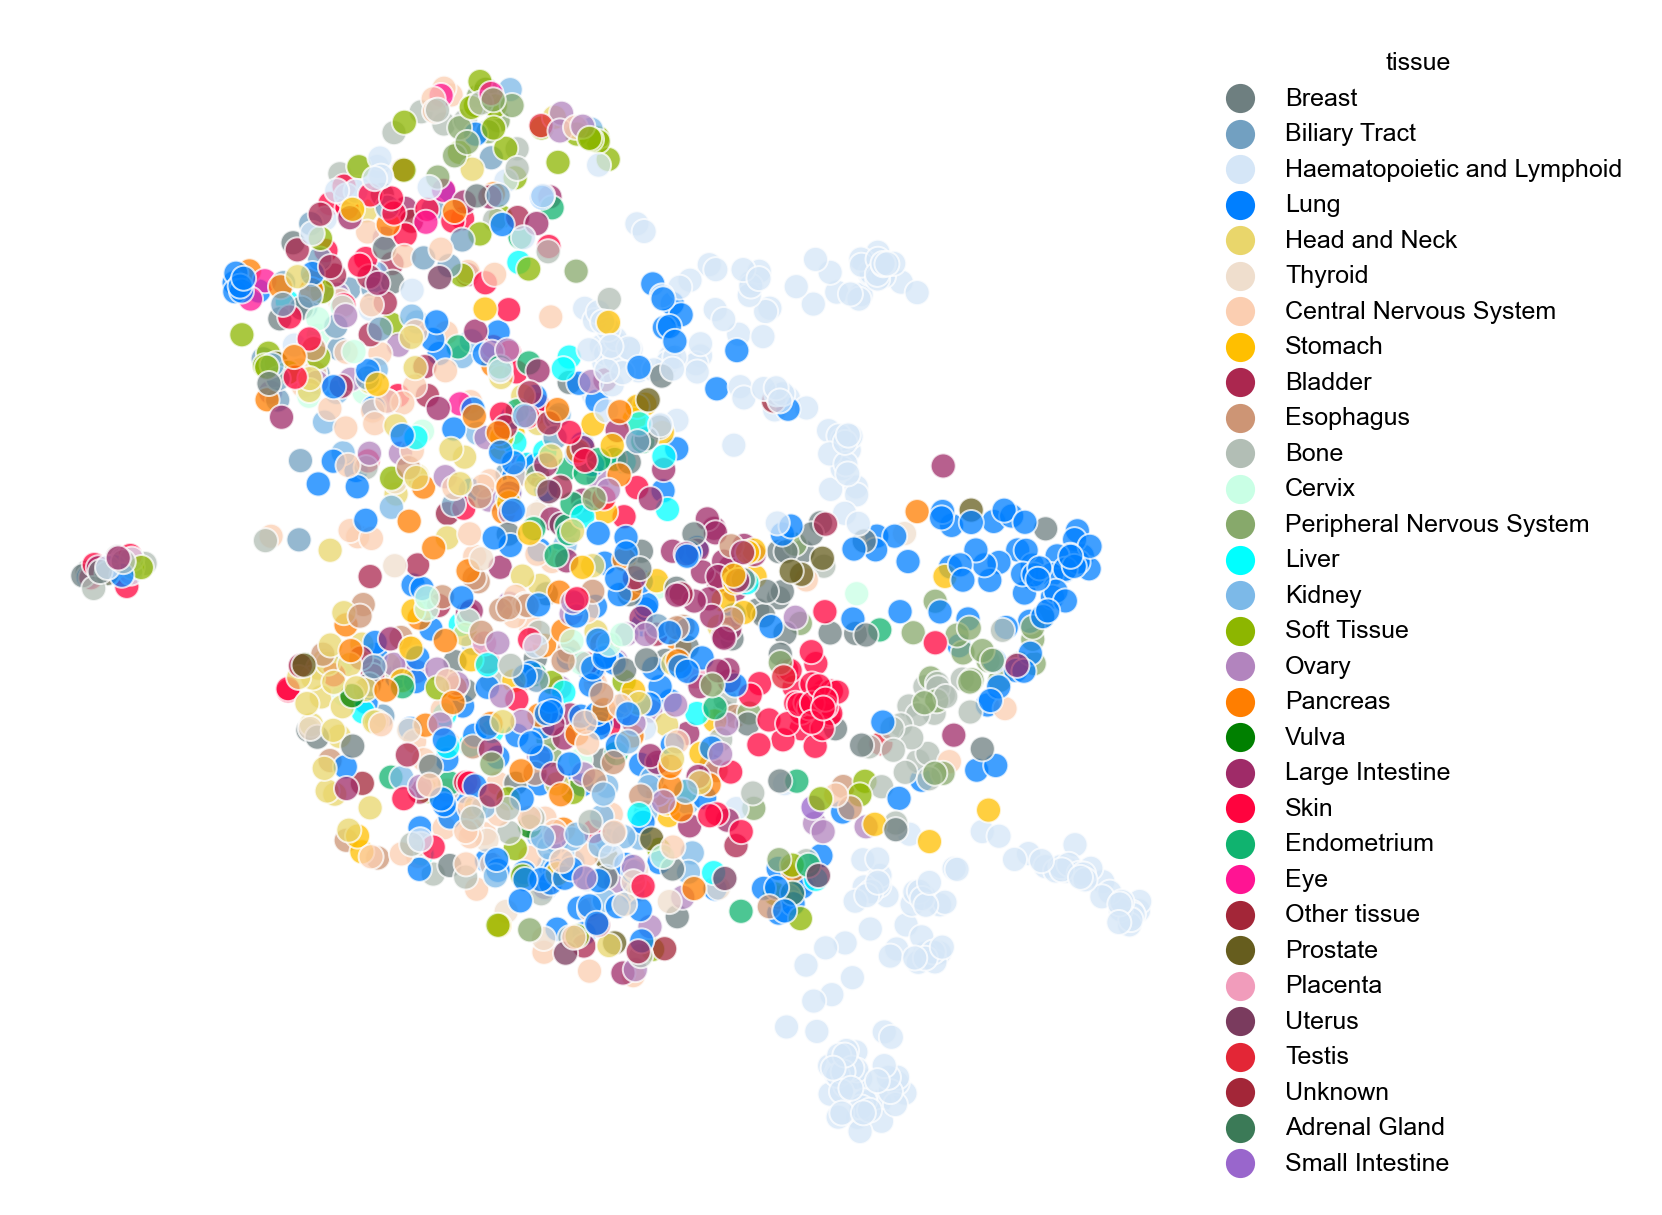 tissue
Breast
Biliary Tract
Haematopoietic and Lymphoid
Lung
Head and Neck
Thyroid
Central Nervous System
Stomach
Bladder
Esophagus
Bone
Cervix
Peripheral Nervous System
Liver
Kidney
Soft Tissue
Ovary
Pancreas
Vulva
Large Intestine
Skin
Endometrium
Eye
Other tissue
Prostate
Placenta
Uterus
Testis
Unknown
Adrenal Gland
Small Intestine